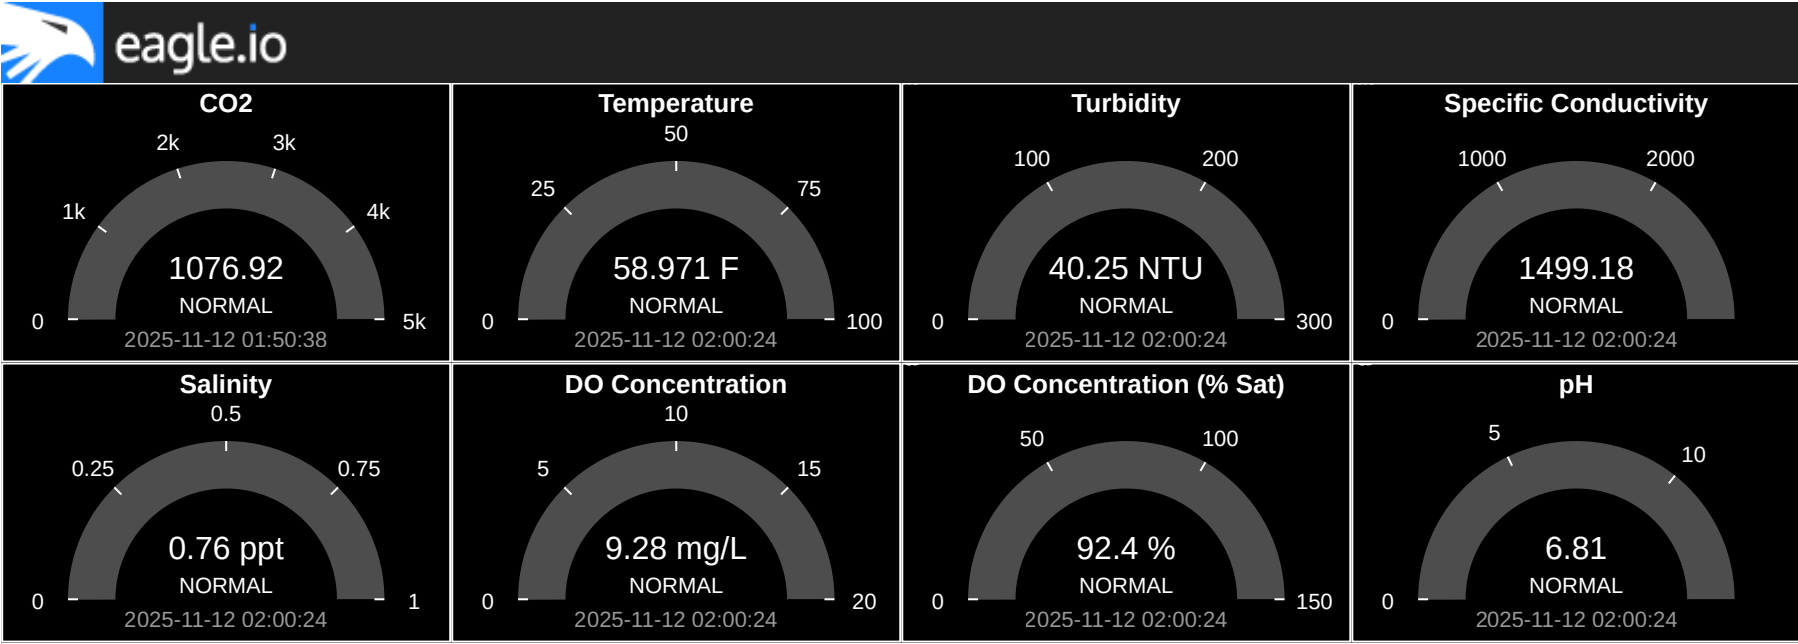 eagle.io
CO2
2k 3k
1k 4k
1076.92
NORMAL
0 5k
2025-11-12 01:50:38
Temperature
50
25 75
58.971 F
NORMAL
0 100
2025-11-12 02:00:24
Turbidity
100 200
40.25 NTU
NORMAL
0 300
2025-11-12 02:00:24
Specific Conductivity
1000 2000
1499.18
NORMAL
0
2025-11-12 02:00:24
Salinity
0.5
0.25 0.75
0.76 ppt
NORMAL
0 1
2025-11-12 02:00:24
DO Concentration
10
5 15
9.28 mg/L
NORMAL
0 20
2025-11-12 02:00:24
DO Concentration (% Sat)
50 100
92.4 %
NORMAL
0 150
2025-11-12 02:00:24
pH
5
10
6.81
NORMAL
0
2025-11-12 02:00:24